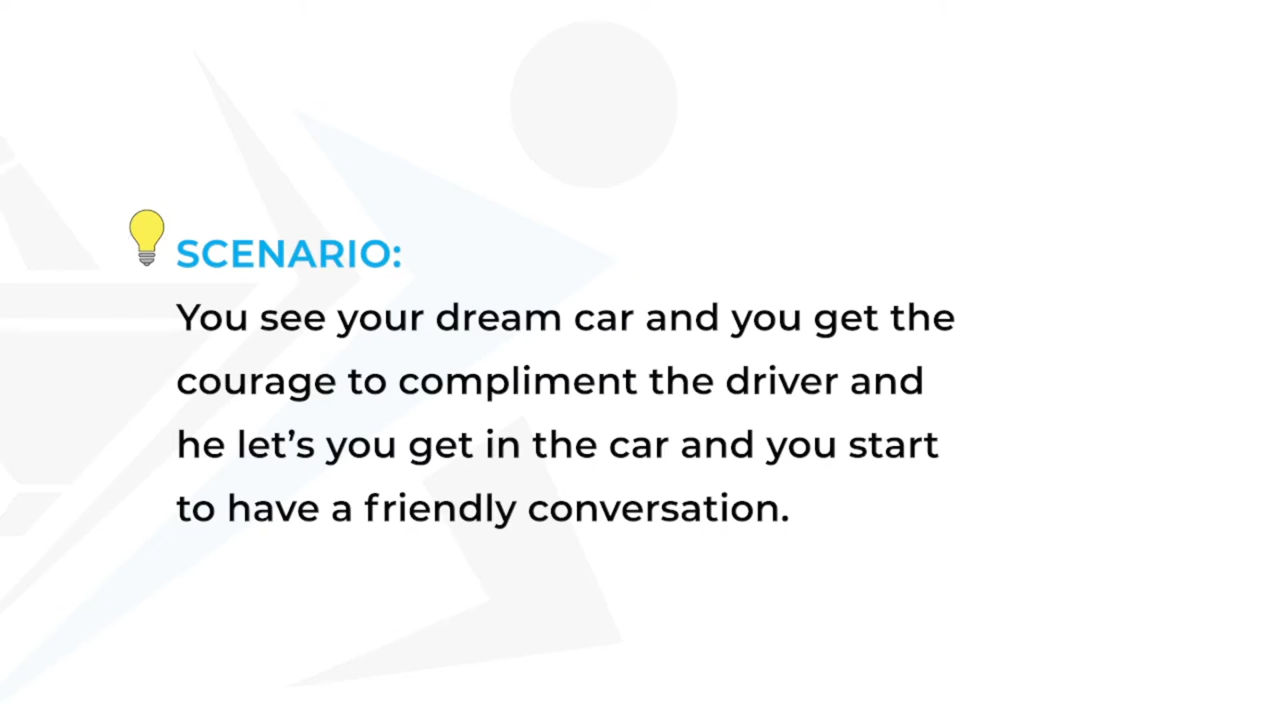 SCENARIO:
You see your dream car and you get the
courage to compliment the driver and
he let’s you get in the car and you start
to have a friendly conversation.